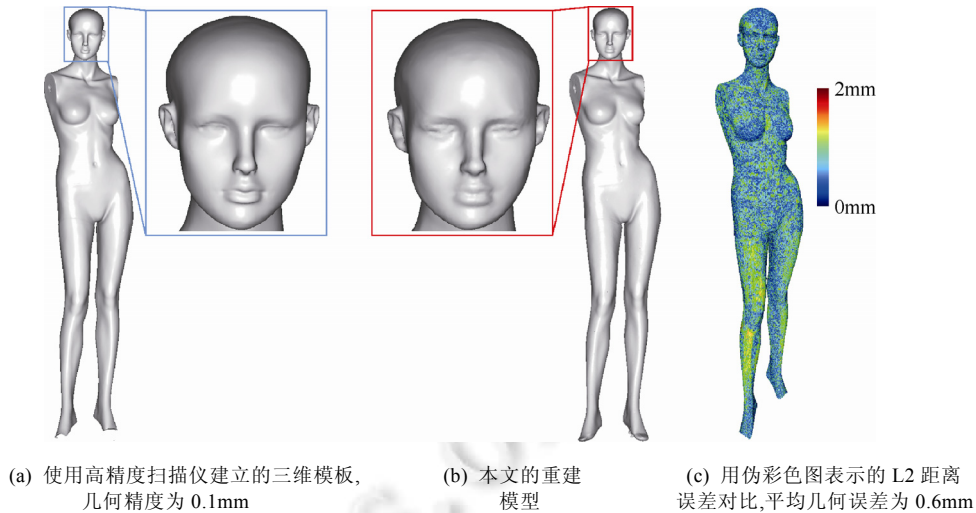 2mm
0mm
(a) 使用高精度扫描仪建立的三维模板,
几何精度为 0.1mm
(b) 本文的重建
模型
(c) 用伪彩色图表示的 L2 距离
误差对比,平均几何误差为 0.6mm